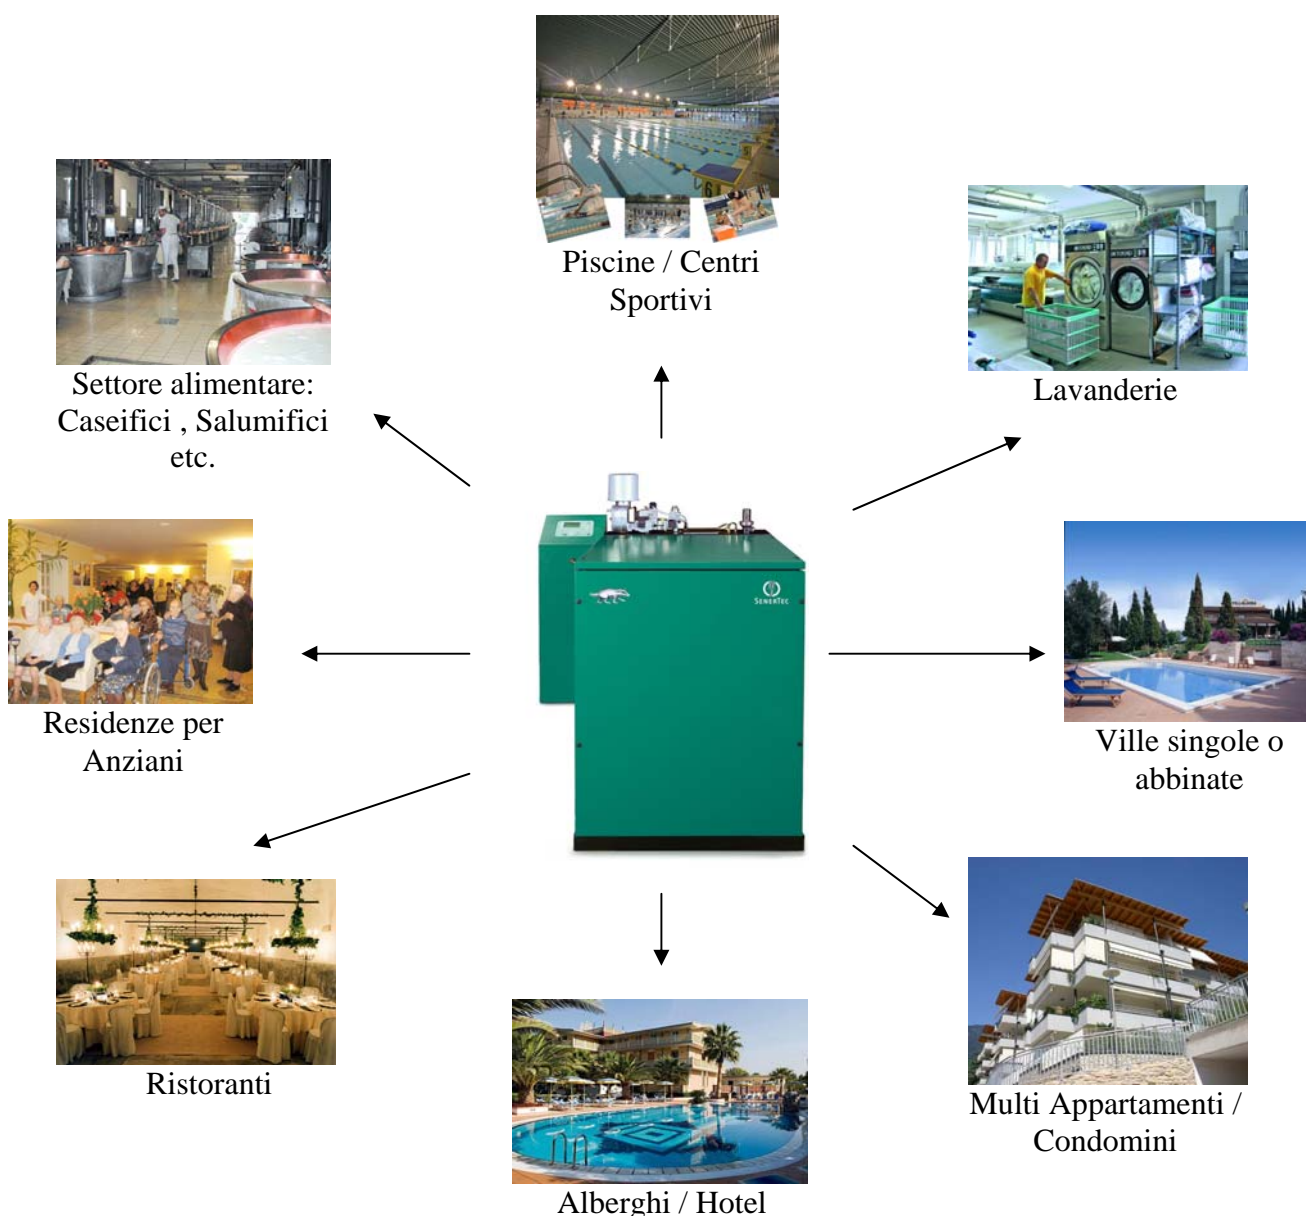 Piscine / Centri
Sportivi
Settore alimentare:
Caseifici , Salumifici
etc.
Lavanderie
SENERTEC
Residenze per
Anziani
Ville singole o
abbinate
Ristoranti
Multi Appartamenti /
Condomini
Alberghi / Hotel